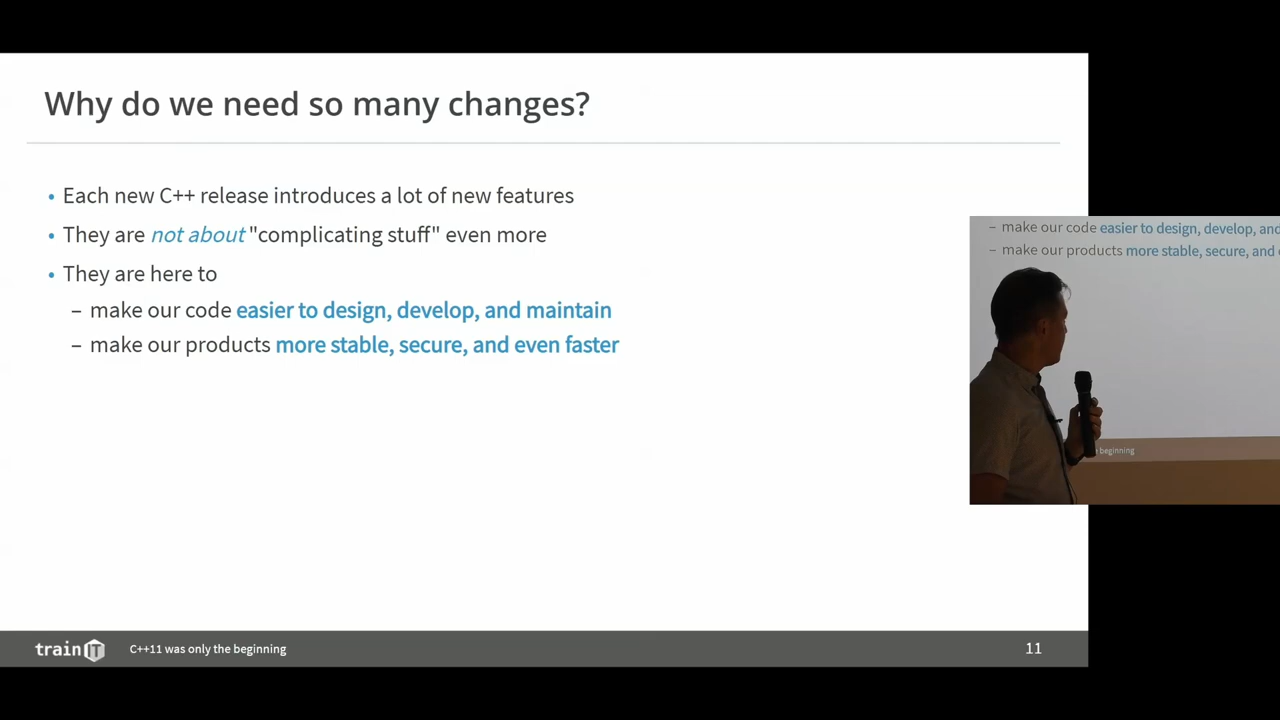 Why do we need so many changes?
• Each new C++ release introduces a lot of new features
• They are not about "complicating stuff" even more
• They are here to
– make our code easier to design, develop, and maintain
– make our products more stable, secure, and even faster
– make our code easier to design, develop, and
– make our products more stable, secure, and
beginning
trainIT C++11 was only the beginning 11